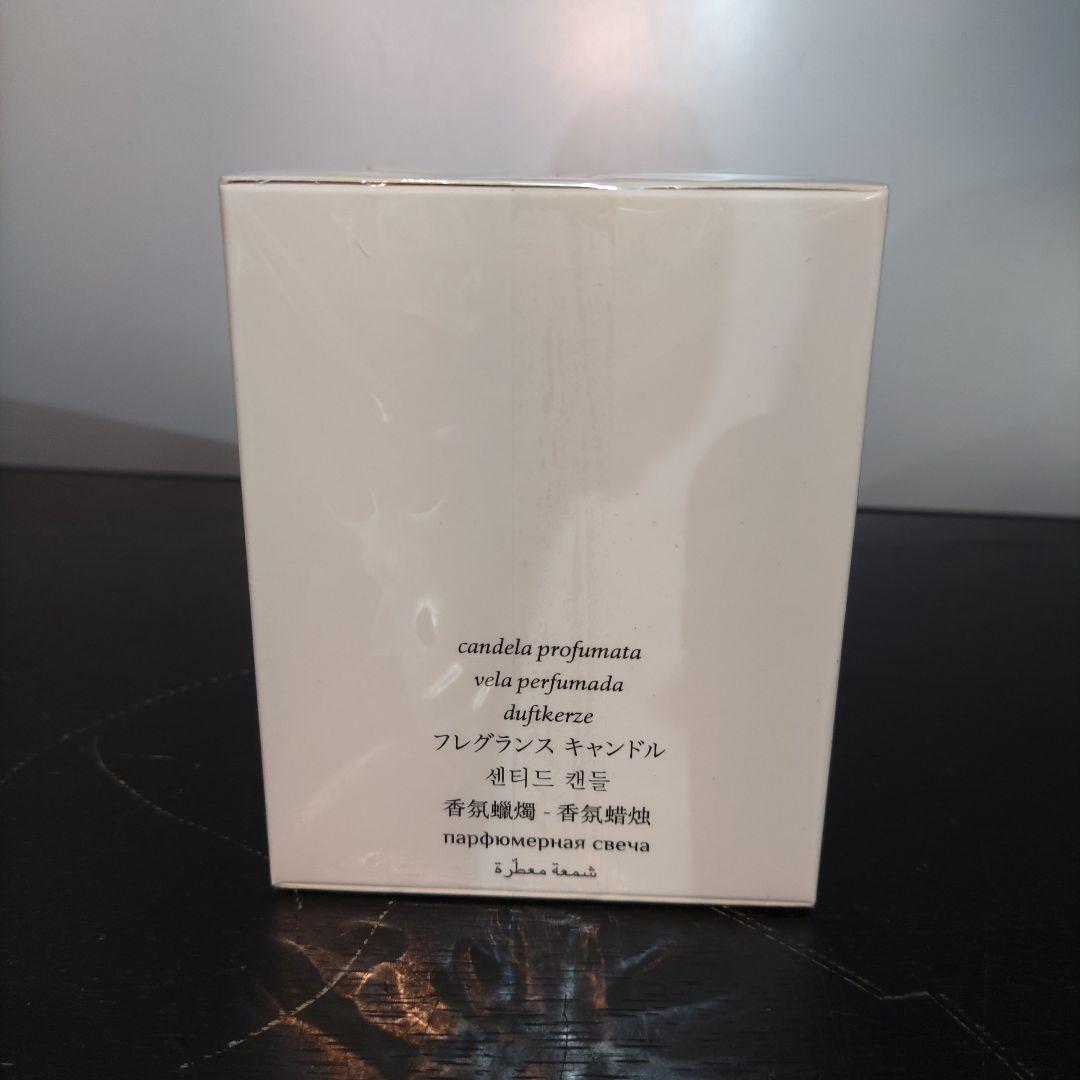 candela profumata
vela perfumada
duftkerze
フレグランス キャンドル
센티드 캔들
香氛蠟燭 - 香氛蜡烛
парфюмерная свеча
شمعة معطّرة